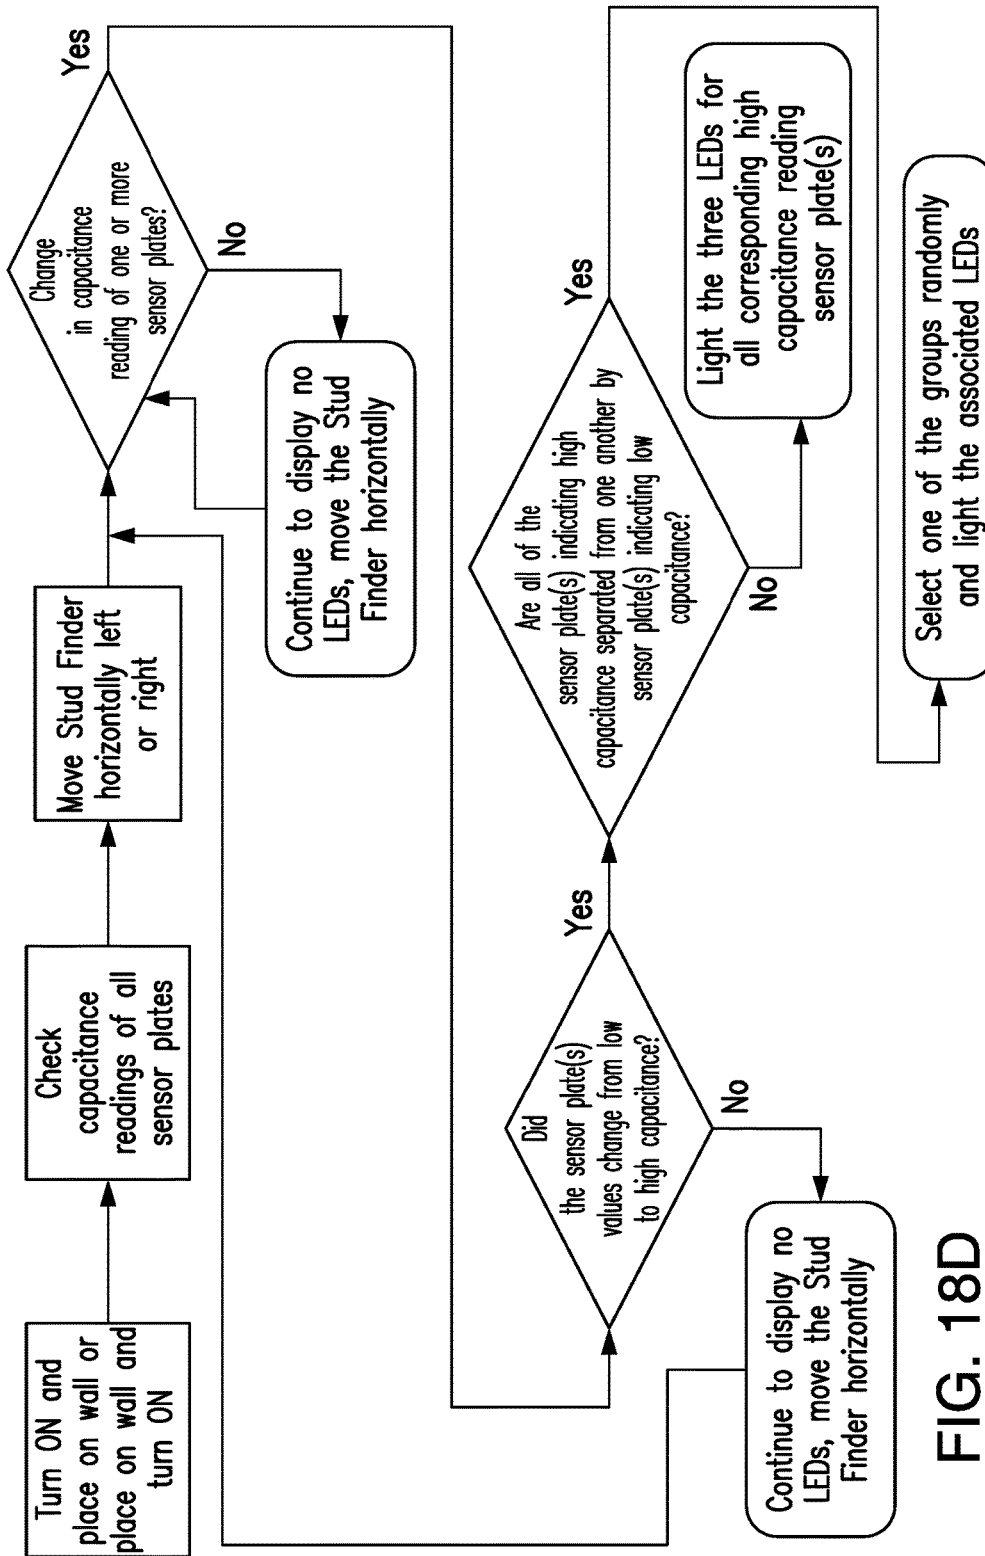 Turn ON and
place on wall or
place on wall and
turn ON
Check
capacitance
readings of all
sensor plates
Move Stud Finder
horizontally left
or right
Change
in capacitance
reading of one or more
sensor plates?
Yes
No
Continue to display no
LEDs, move the Stud
Finder horizontally
Did
the sensor plate(s)
values change from low
to high capacitance?
Yes
No
Continue to display no
LEDs, move the Stud
Finder horizontally
Are all of the
sensor plate(s) indicating high
capacitance separated from one another by
sensor plate(s) indicating low
capacitance?
Yes
No
Light the three LEDs for
all corresponding high
capacitance reading
sensor plate(s)
Select one of the groups randomly
and light the associated LEDs
FIG. 18D